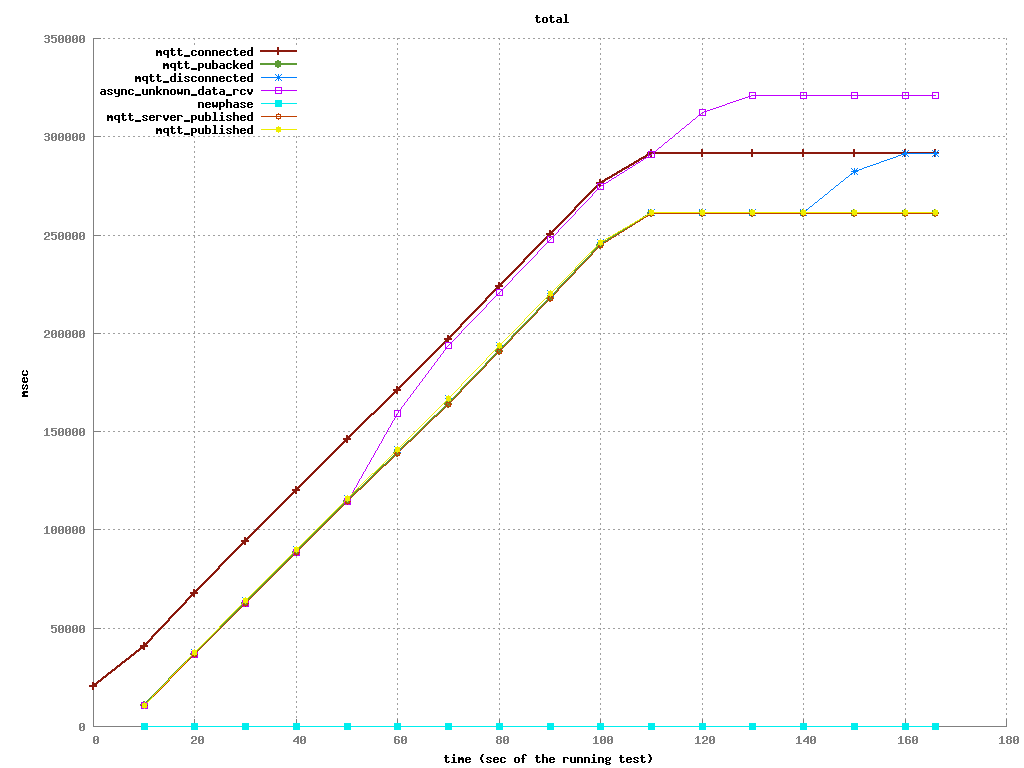 total
350000
300000
250000
200000
150000
100000
50000
0
msec
mqtt_connected
mqtt_pubacked
mqtt_disconnected
async_unknown_data_rcv
newphase
mqtt_server_published
mqtt_published
0 20 40 60 80 100 120 140 160 180
time (sec of the running test)